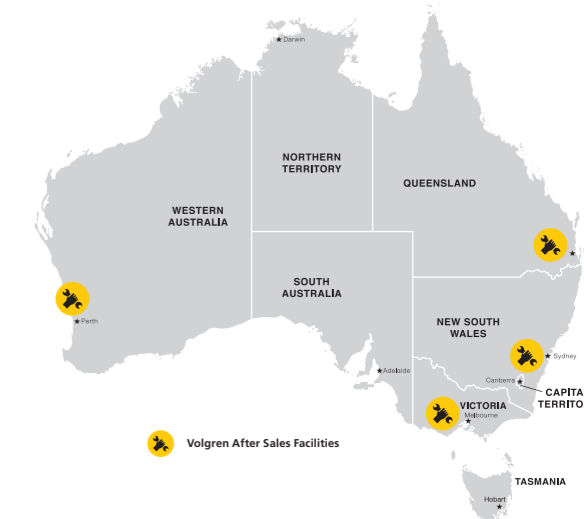 Darwin
NORTHERN
TERRITORY
QUEENSLAND
WESTERN
AUSTRALIA
SOUTH
AUSTRALIA
NEW SOUTH
WALES
Perth
Sydney
Adelaide
Canberra
CAPITA
TERRITO
VICTORIA
Melbourne
Volgren After Sales Facilities
TASMANIA
Hobart